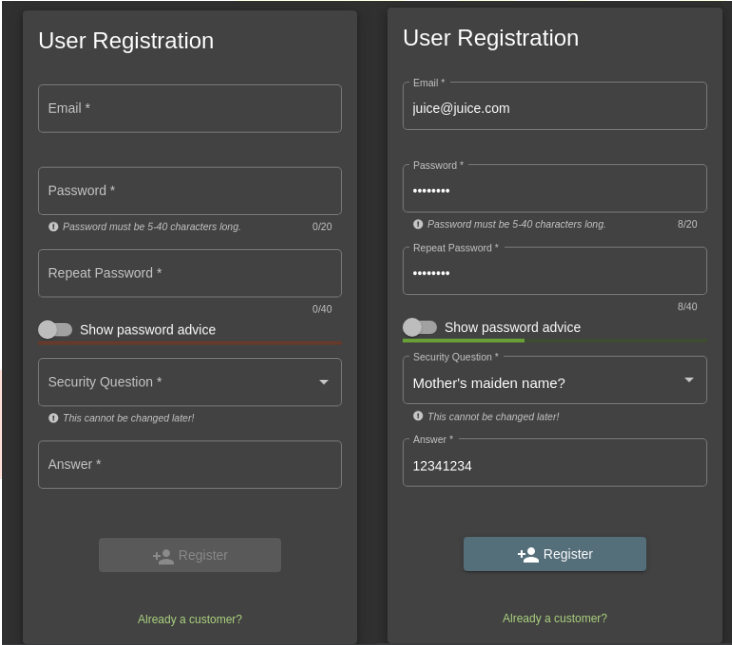 User Registration
Email *
Password *
Password must be 5-40 characters long. 0/20
Repeat Password *
0/40
Show password advice
Security Question *
This cannot be changed later!
Answer *
Register
Already a customer?
User Registration
Email *
juice@juice.com
Password *
••••••••
Password must be 5-40 characters long. 8/20
Repeat Password *
••••••••
8/40
Show password advice
Security Question *
Mother's maiden name?
This cannot be changed later!
Answer *
12341234
Register
Already a customer?